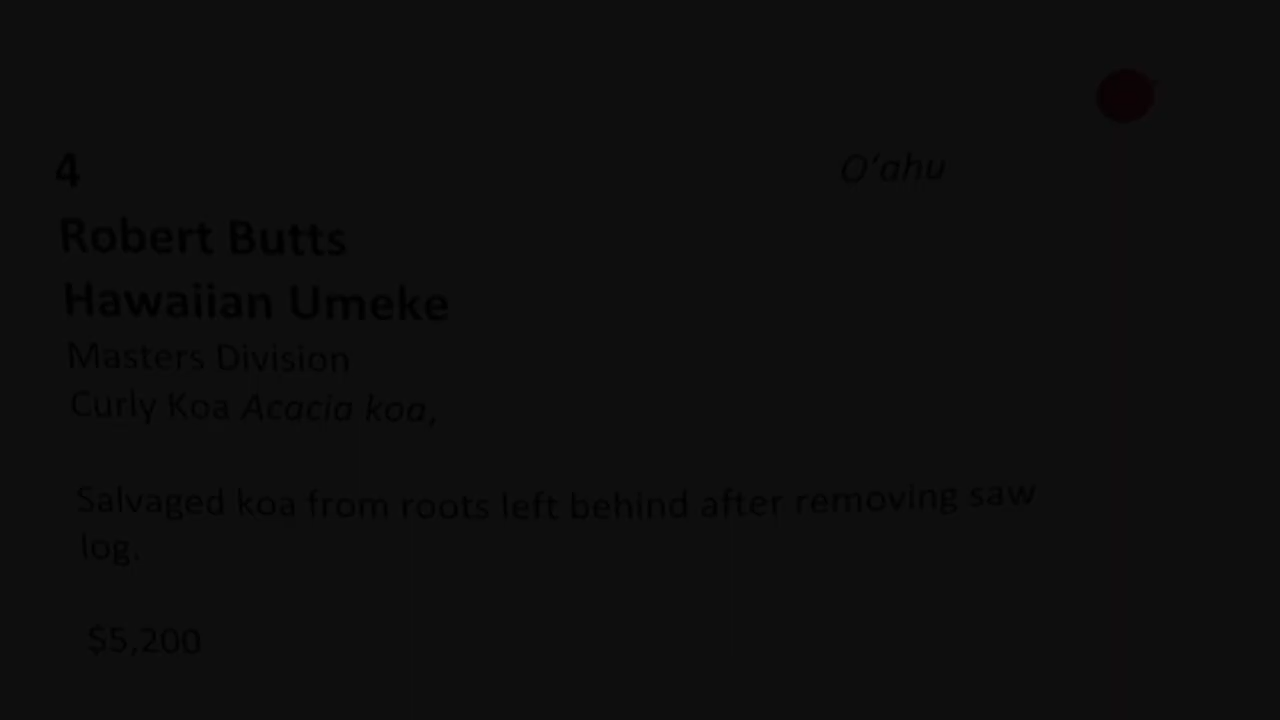 4
O'ahu
Robert Butts
Hawaiian Umeke
Masters Division
Curly Koa Acacia koa,
Salvaged koa from roots left behind after removing saw
log.
$5,200